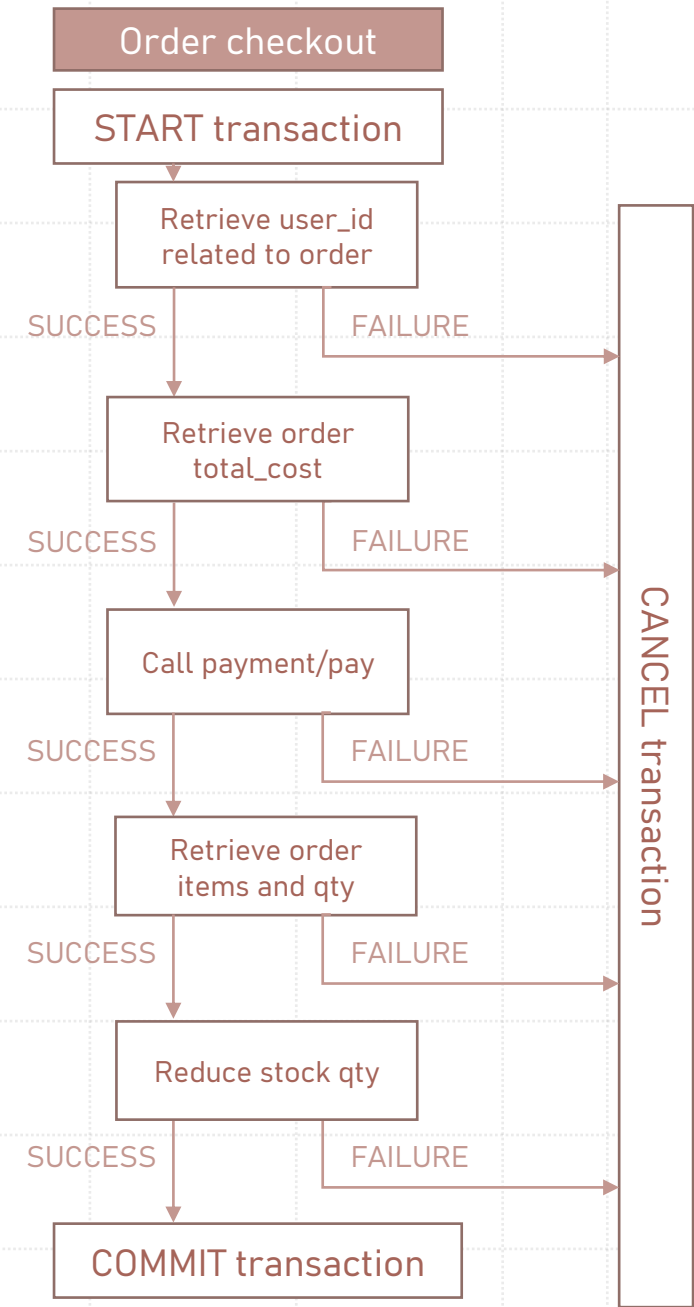 Order checkout
START transaction
Retrieve user_id
related to order
SUCCESS
FAILURE
Retrieve order
total_cost
SUCCESS
FAILURE
Call payment/pay
SUCCESS
FAILURE
Retrieve order
items and qty
SUCCESS
FAILURE
Reduce stock qty
SUCCESS
FAILURE
COMMIT transaction
CANCEL transaction